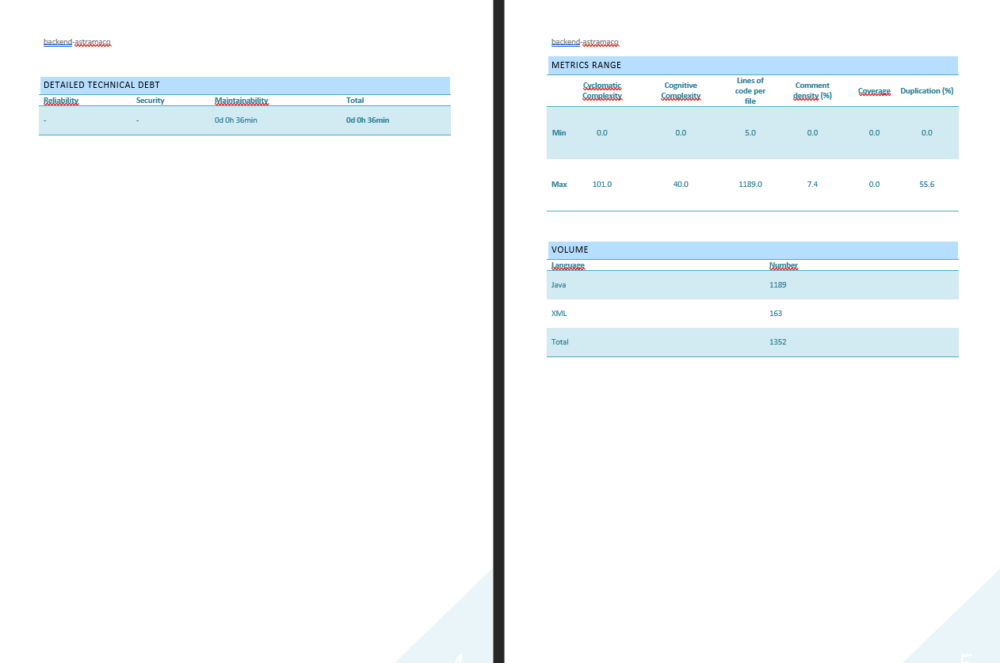 backend-astramaco
DETAILED TECHNICAL DEBT
Reliability Security Maintainability Total
- - 0d 0h 36min 0d 0h 36min
4
backend-astramaco
METRICS RANGE
Cyclomatic Complexity Cognitive Complexity Lines of code per file Comment density (%) Coverage Duplication (%)
Min 0.0 0.0 5.0 0.0 0.0 0.0
Max 101.0 40.0 1189.0 7.4 0.0 55.6
VOLUME
Language Number
Java 1189
XML 163
Total 1352
5